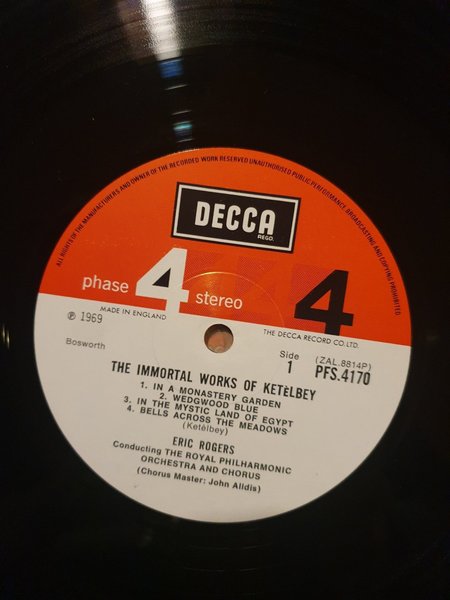 ALL RIGHTS OF THE MANUFACTURERS AND OWNER OF THE RECORDED WORK RESERVED UNAUTHORISED PUBLIC PERFORMANCE BROADCASTING AND COPYING PROHIBITED
DECCA
REGD.
phase 4 stereo
4
MADE IN ENGLAND
THE DECCA RECORD CO. LTD.
℗ 1969
Bosworth
Side
1
(ZAL.8814P)
PFS.4170
THE IMMORTAL WORKS OF KETèLBEY
1. IN A MONASTERY GARDEN
2. WEDGWOOD BLUE
3. IN THE MYSTIC LAND OF EGYPT
4. BELLS ACROSS THE MEADOWS
(Ketèlbey)
ERIC ROGERS
Conducting THE ROYAL PHILHARMONIC
ORCHESTRA AND CHORUS
(Chorus Master: John Alldis)